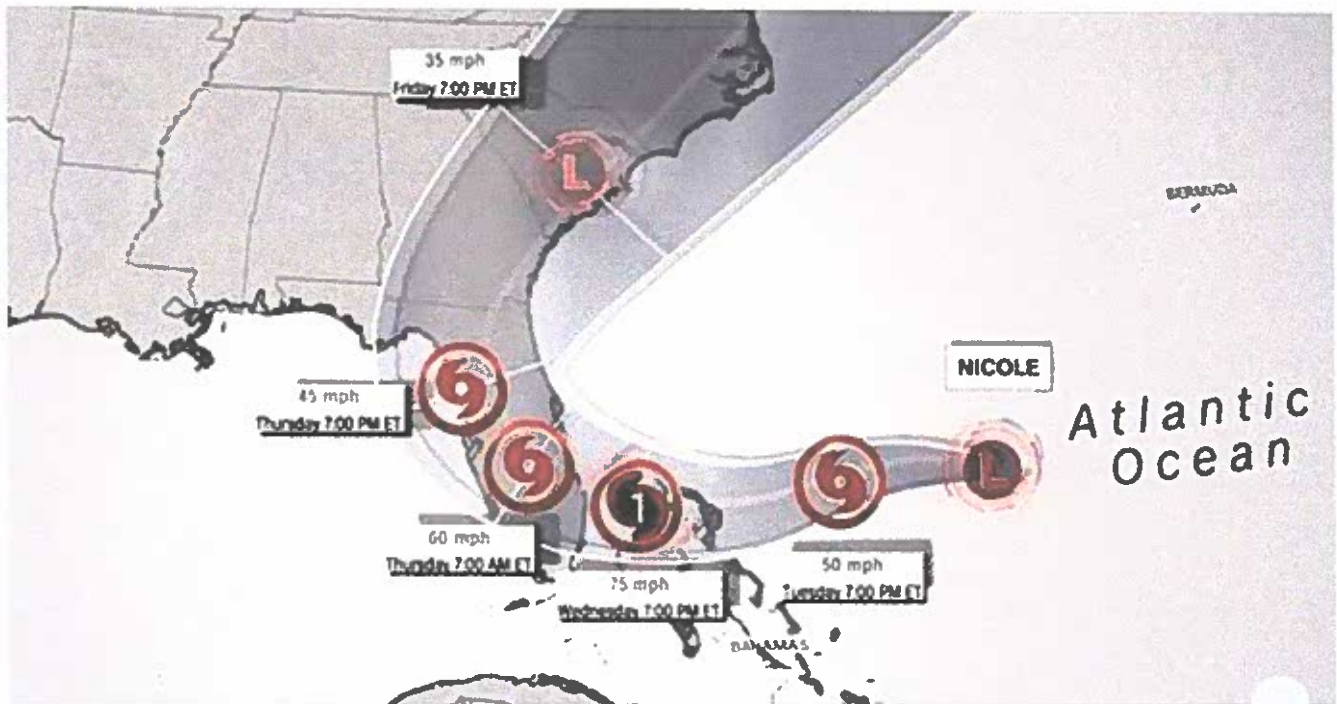 35 mph
Friday 7:00 PM ET
L
BERMUDA
NICOLE
Atlantic
Ocean
L
45 mph
Thursday 7:00 PM ET
1
60 mph
Thursday 7:00 AM ET
75 mph
Wednesday 7:00 PM ET
50 mph
Tuesday 7:00 PM ET
BAHAMAS